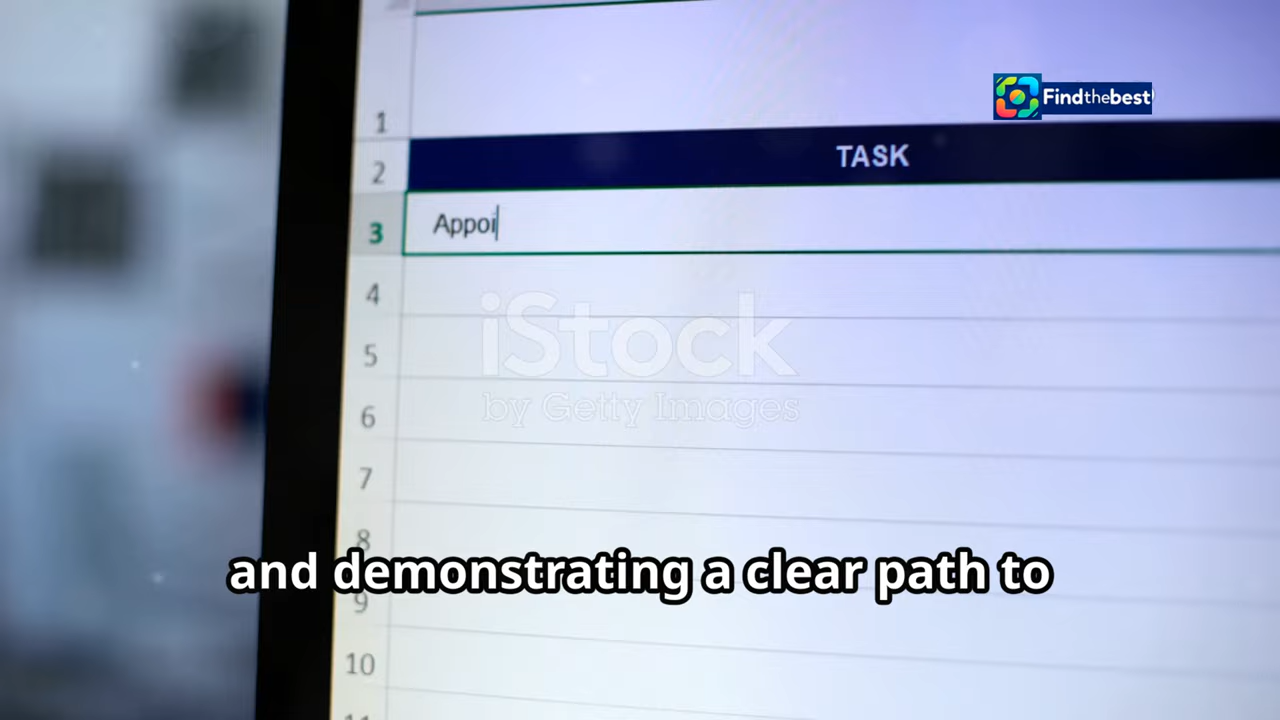 Findthebest
1
TASK
2
Appoi
3
4
iStock
5
by Getty Images
6
7
8
and demonstrating a clear path to
9
10
11